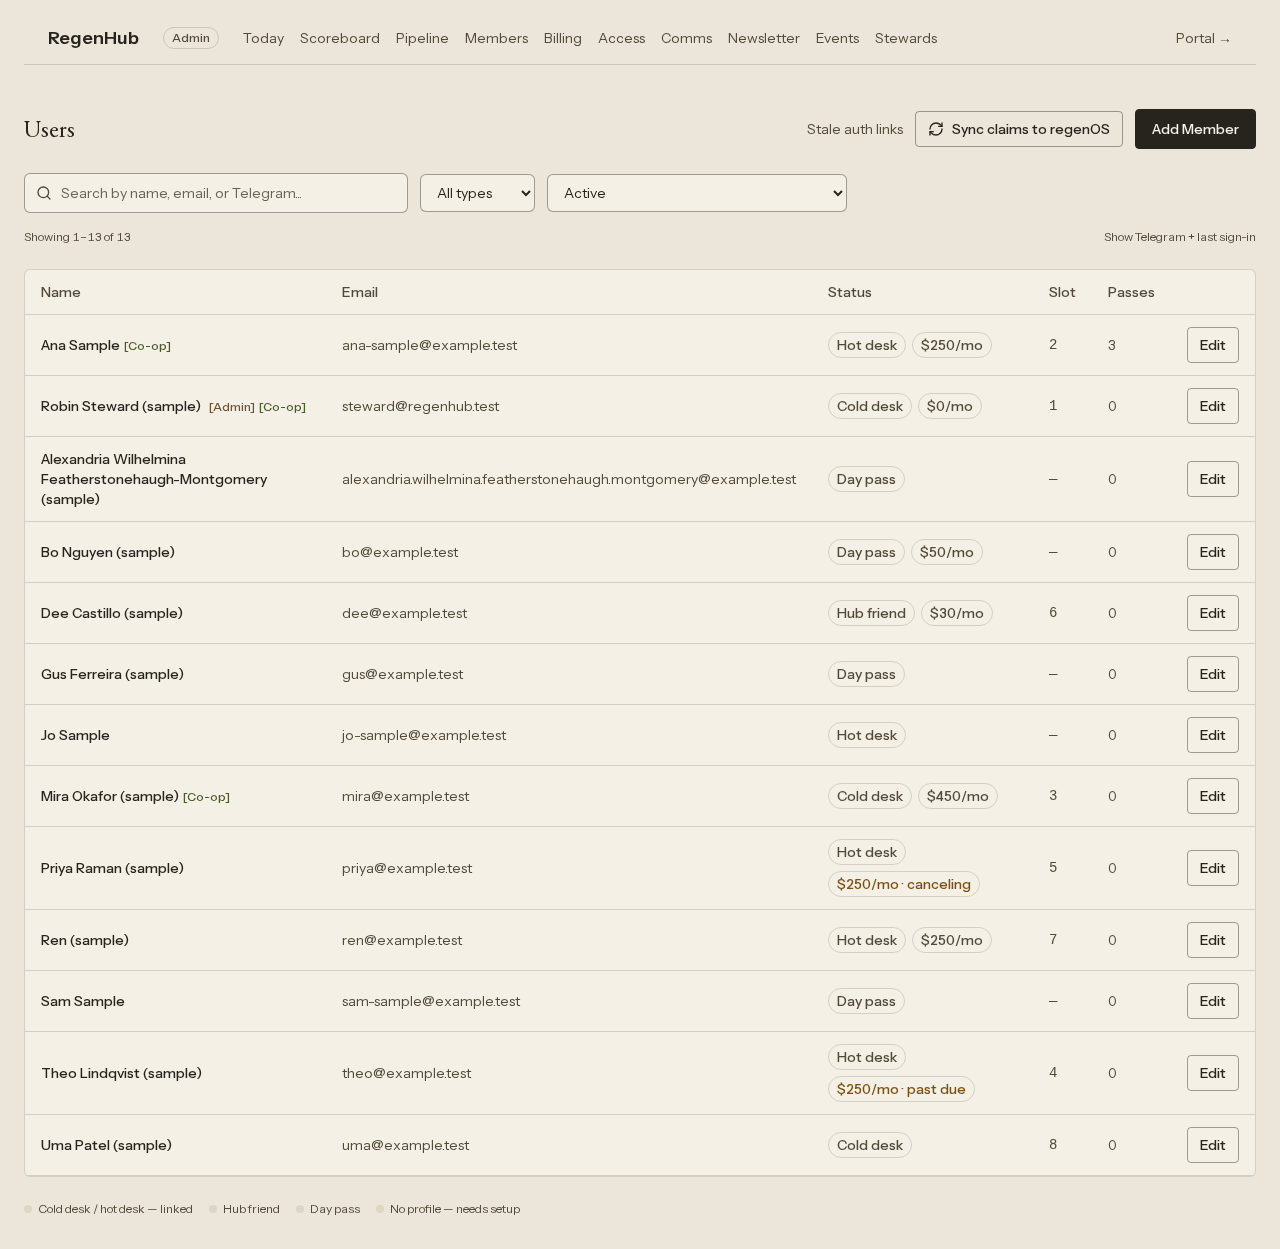 RegenHub Admin Today Scoreboard Pipeline Members Billing Access Comms Newsletter Events Stewards Portal →
Users Stale auth links Sync claims to regenOS Add Member
Search by name, email, or Telegram... All types Active
Showing 1–13 of 13 Show Telegram + last sign-in
Name Email Status Slot Passes
Ana Sample [Co-op] ana-sample@example.test Hot desk $250/mo 2 3 Edit
Robin Steward (sample) [Admin] [Co-op] steward@regenhub.test Cold desk $0/mo 1 0 Edit
Alexandria Wilhelmina
Featherstonehaugh-Montgomery
(sample)
alexandria.wilhelmina.featherstonehaugh.montgomery@example.test Day pass — 0 Edit
Bo Nguyen (sample) bo@example.test Day pass $50/mo — 0 Edit
Dee Castillo (sample) dee@example.test Hub friend $30/mo 6 0 Edit
Gus Ferreira (sample) gus@example.test Day pass — 0 Edit
Jo Sample jo-sample@example.test Hot desk — 0 Edit
Mira Okafor (sample) [Co-op] mira@example.test Cold desk $450/mo 3 0 Edit
Priya Raman (sample) priya@example.test Hot desk
$250/mo · canceling
5 0 Edit
Ren (sample) ren@example.test Hot desk $250/mo 7 0 Edit
Sam Sample sam-sample@example.test Day pass — 0 Edit
Theo Lindqvist (sample) theo@example.test Hot desk
$250/mo · past due
4 0 Edit
Uma Patel (sample) uma@example.test Cold desk 8 0 Edit
Cold desk / hot desk — linked Hub friend Day pass No profile — needs setup